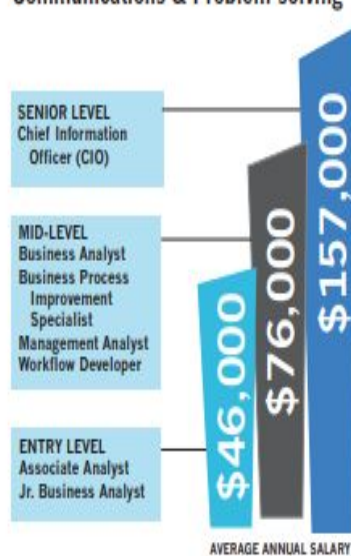 Communications & Problem-solving
SENIOR LEVEL
Chief Information
Officer (CIO)
MID-LEVEL
Business Analyst
Business Process
Improvement
Specialist
Management Analyst
Workflow Developer
ENTRY LEVEL
Associate Analyst
Jr. Business Analyst
$46,000
$76,000
$157,000
AVERAGE ANNUAL SALARY